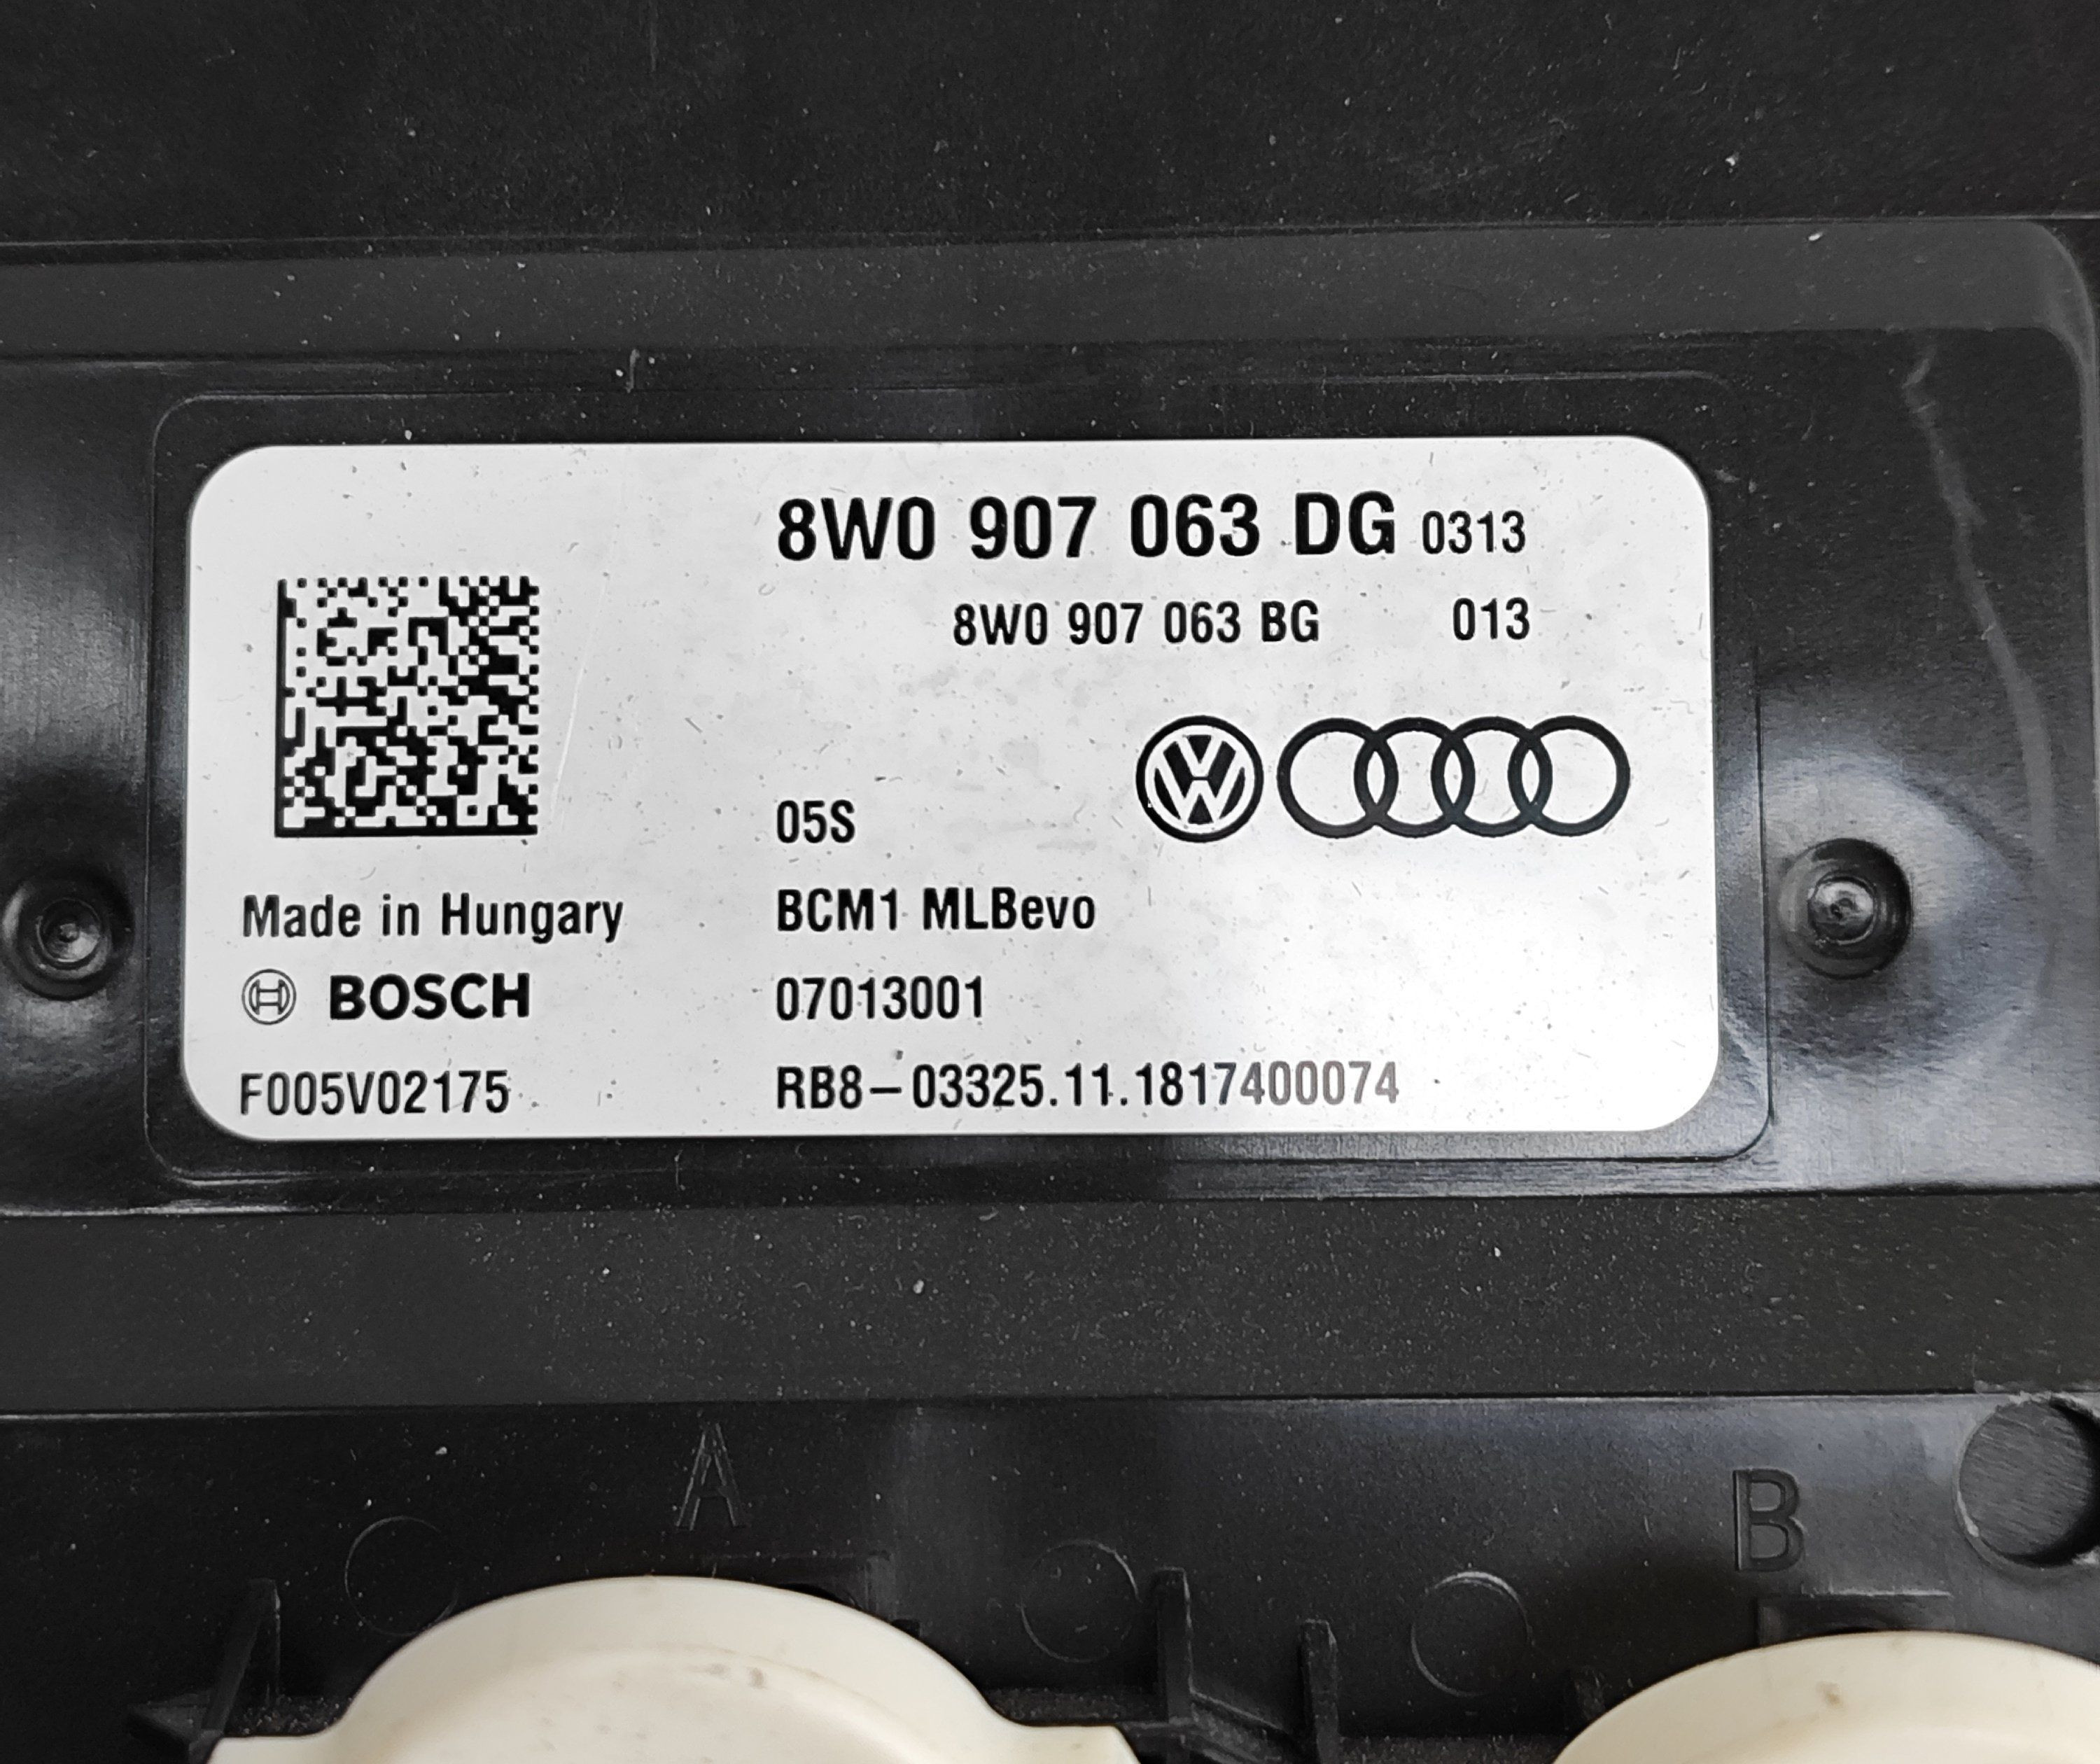 8W0 907 063 DG 0313
8W0 907 063 BG 013
05S
Made in Hungary
BCM1 MLBevo
BOSCH
07013001
F005V02175
RB8-03325.11.1817400074
A
B